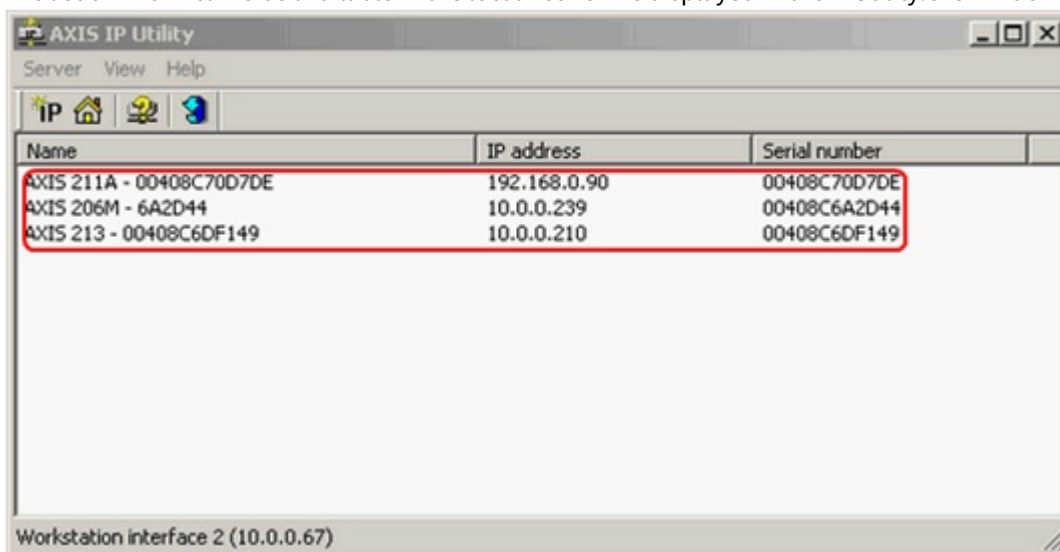 AXIS IP Utility
Server View Help
IP
Name IP address Serial number
AXIS 211A - 00408C70D7DE 192.168.0.90 00408C70D7DE
AXIS 206M - 6A2D44 10.0.0.239 00408C6A2D44
AXIS 213 - 00408C6DF149 10.0.0.210 00408C6DF149
Workstation interface 2 (10.0.0.67)